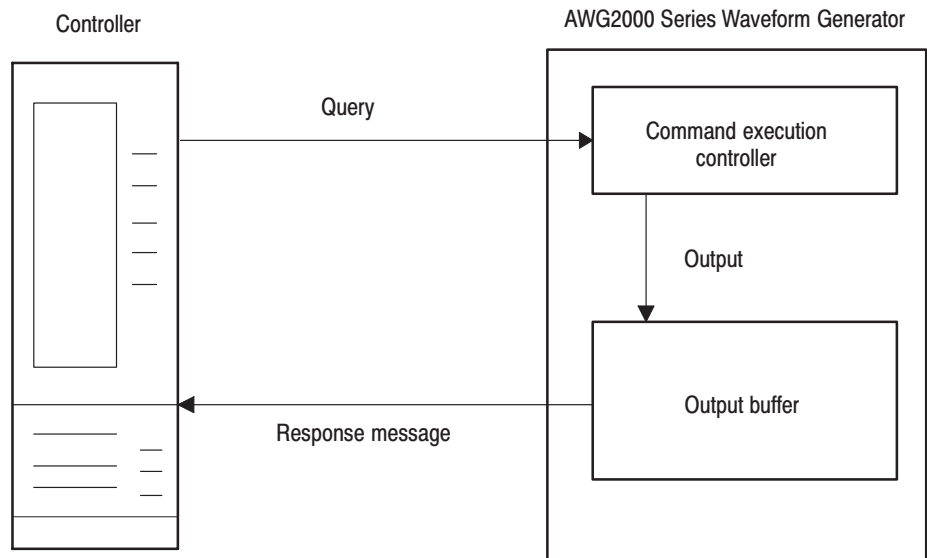 Controller
AWG2000 Series Waveform Generator
Query
Command execution
controller
Output
Output buffer
Response message